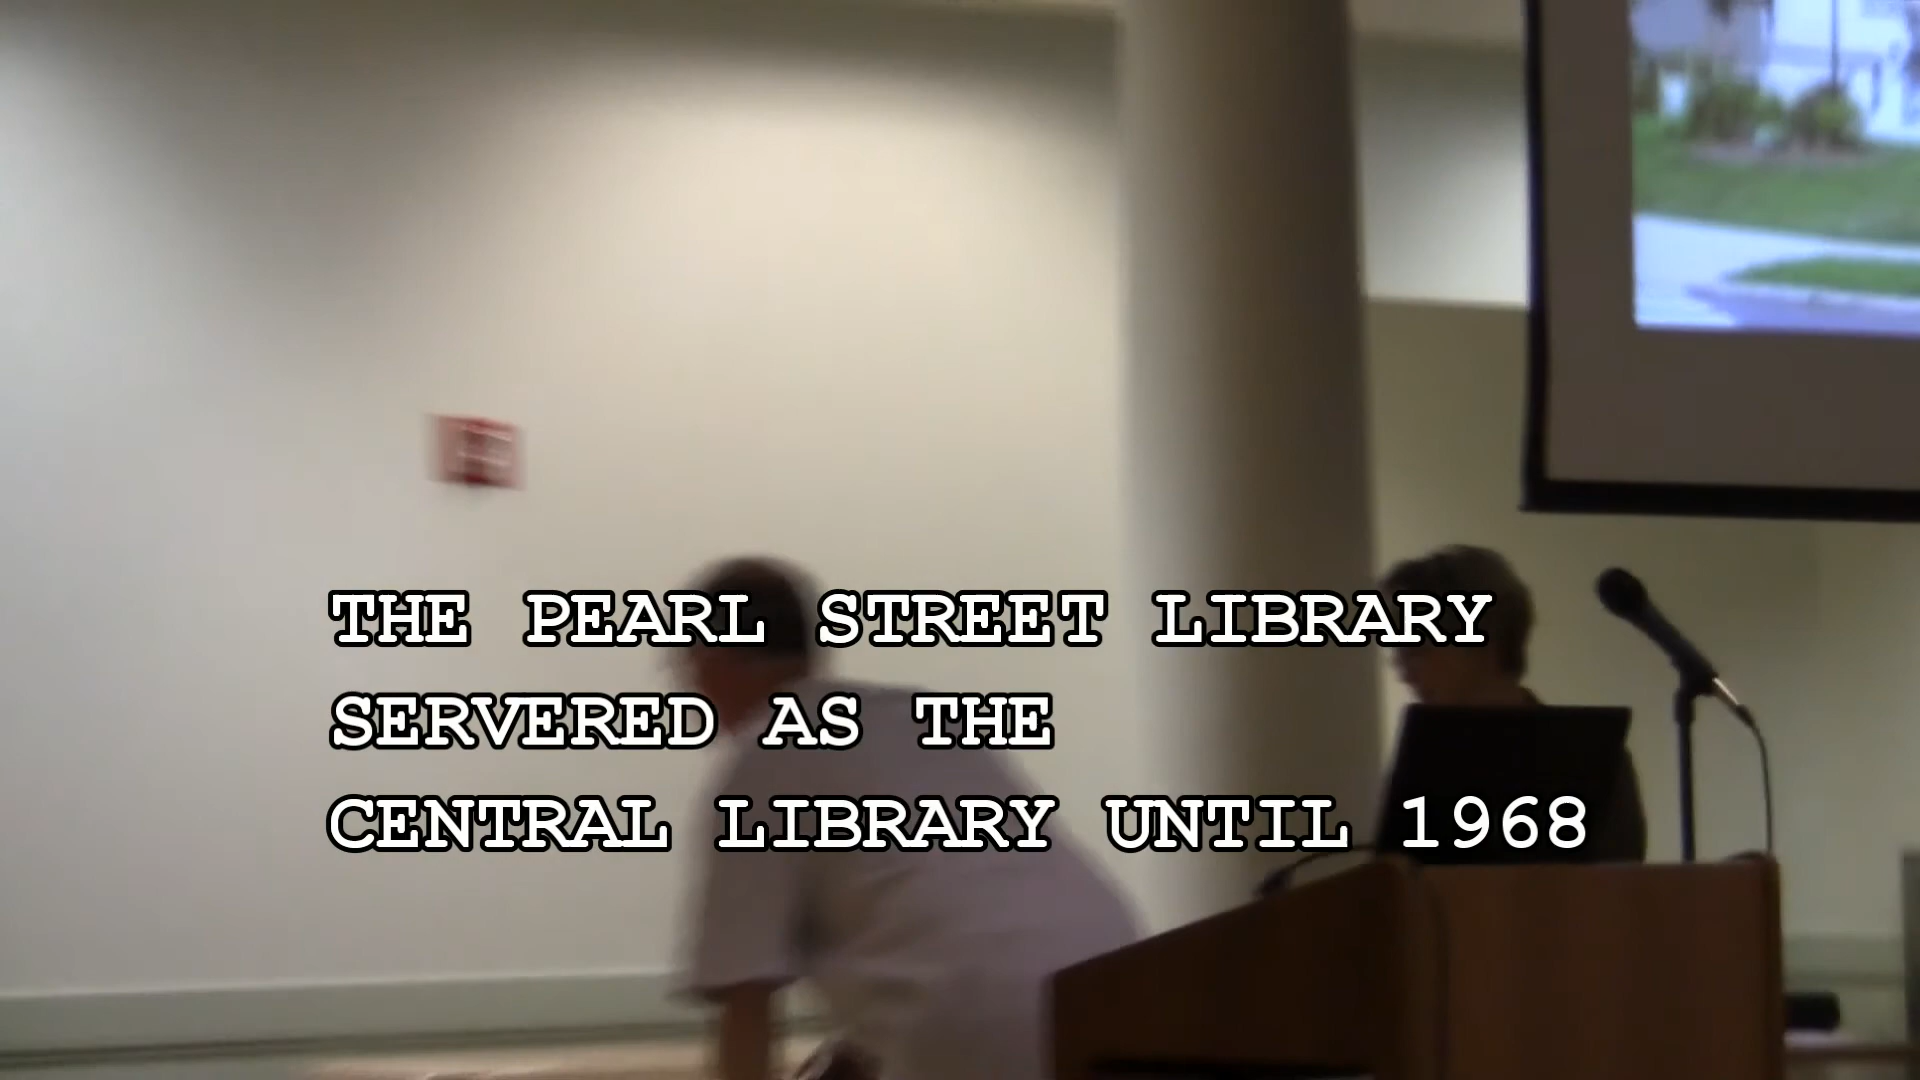 THE PEARL STREET LIBRARY
SERVERED AS THE
CENTRAL LIBRARY UNTIL 1968